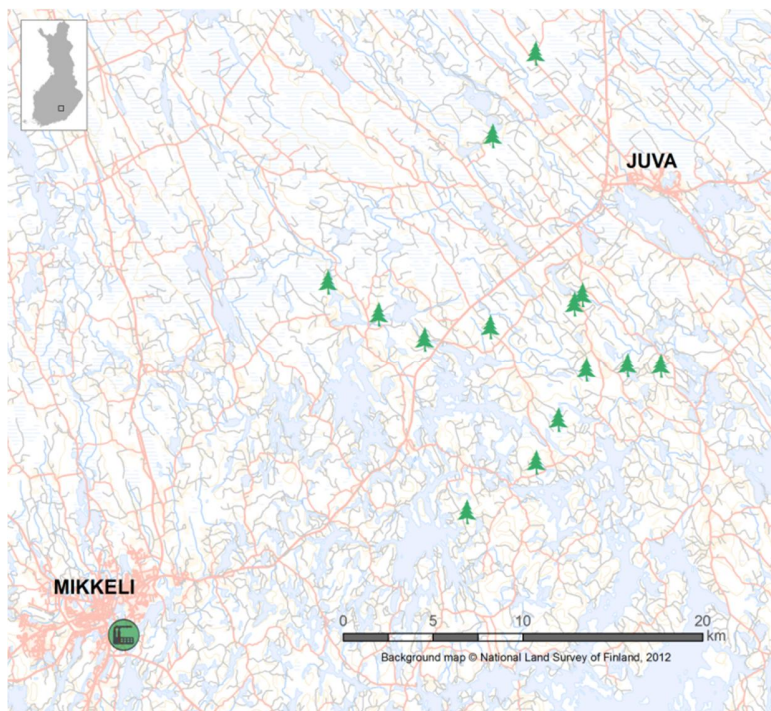 JUVA
MIKKELI
0 5 10 20
km
Background map © National Land Survey of Finland, 2012